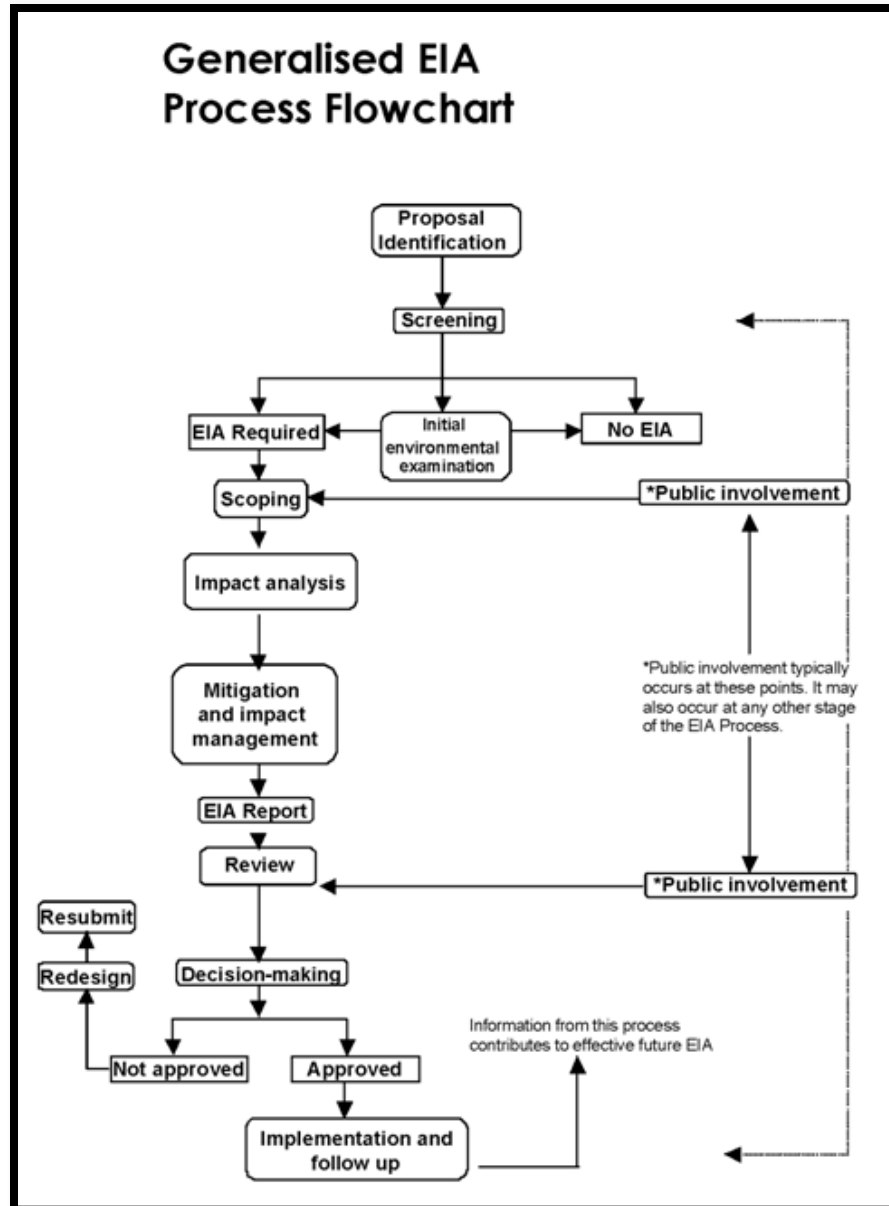 Generalised EIA
Process Flowchart
Proposal
Identification
Screening
EIA Required
Initial
environmental
examination
No EIA
Scoping
*Public involvement
Impact analysis
*Public involvement typically
occurs at these points. It may
also occur at any other stage
of the EIA Process.
Mitigation
and impact
management
EIA Report
Review
*Public involvement
Resubmit
Redesign
Decision-making
Information from this process
contributes to effective future EIA
Not approved
Approved
Implementation and
follow up